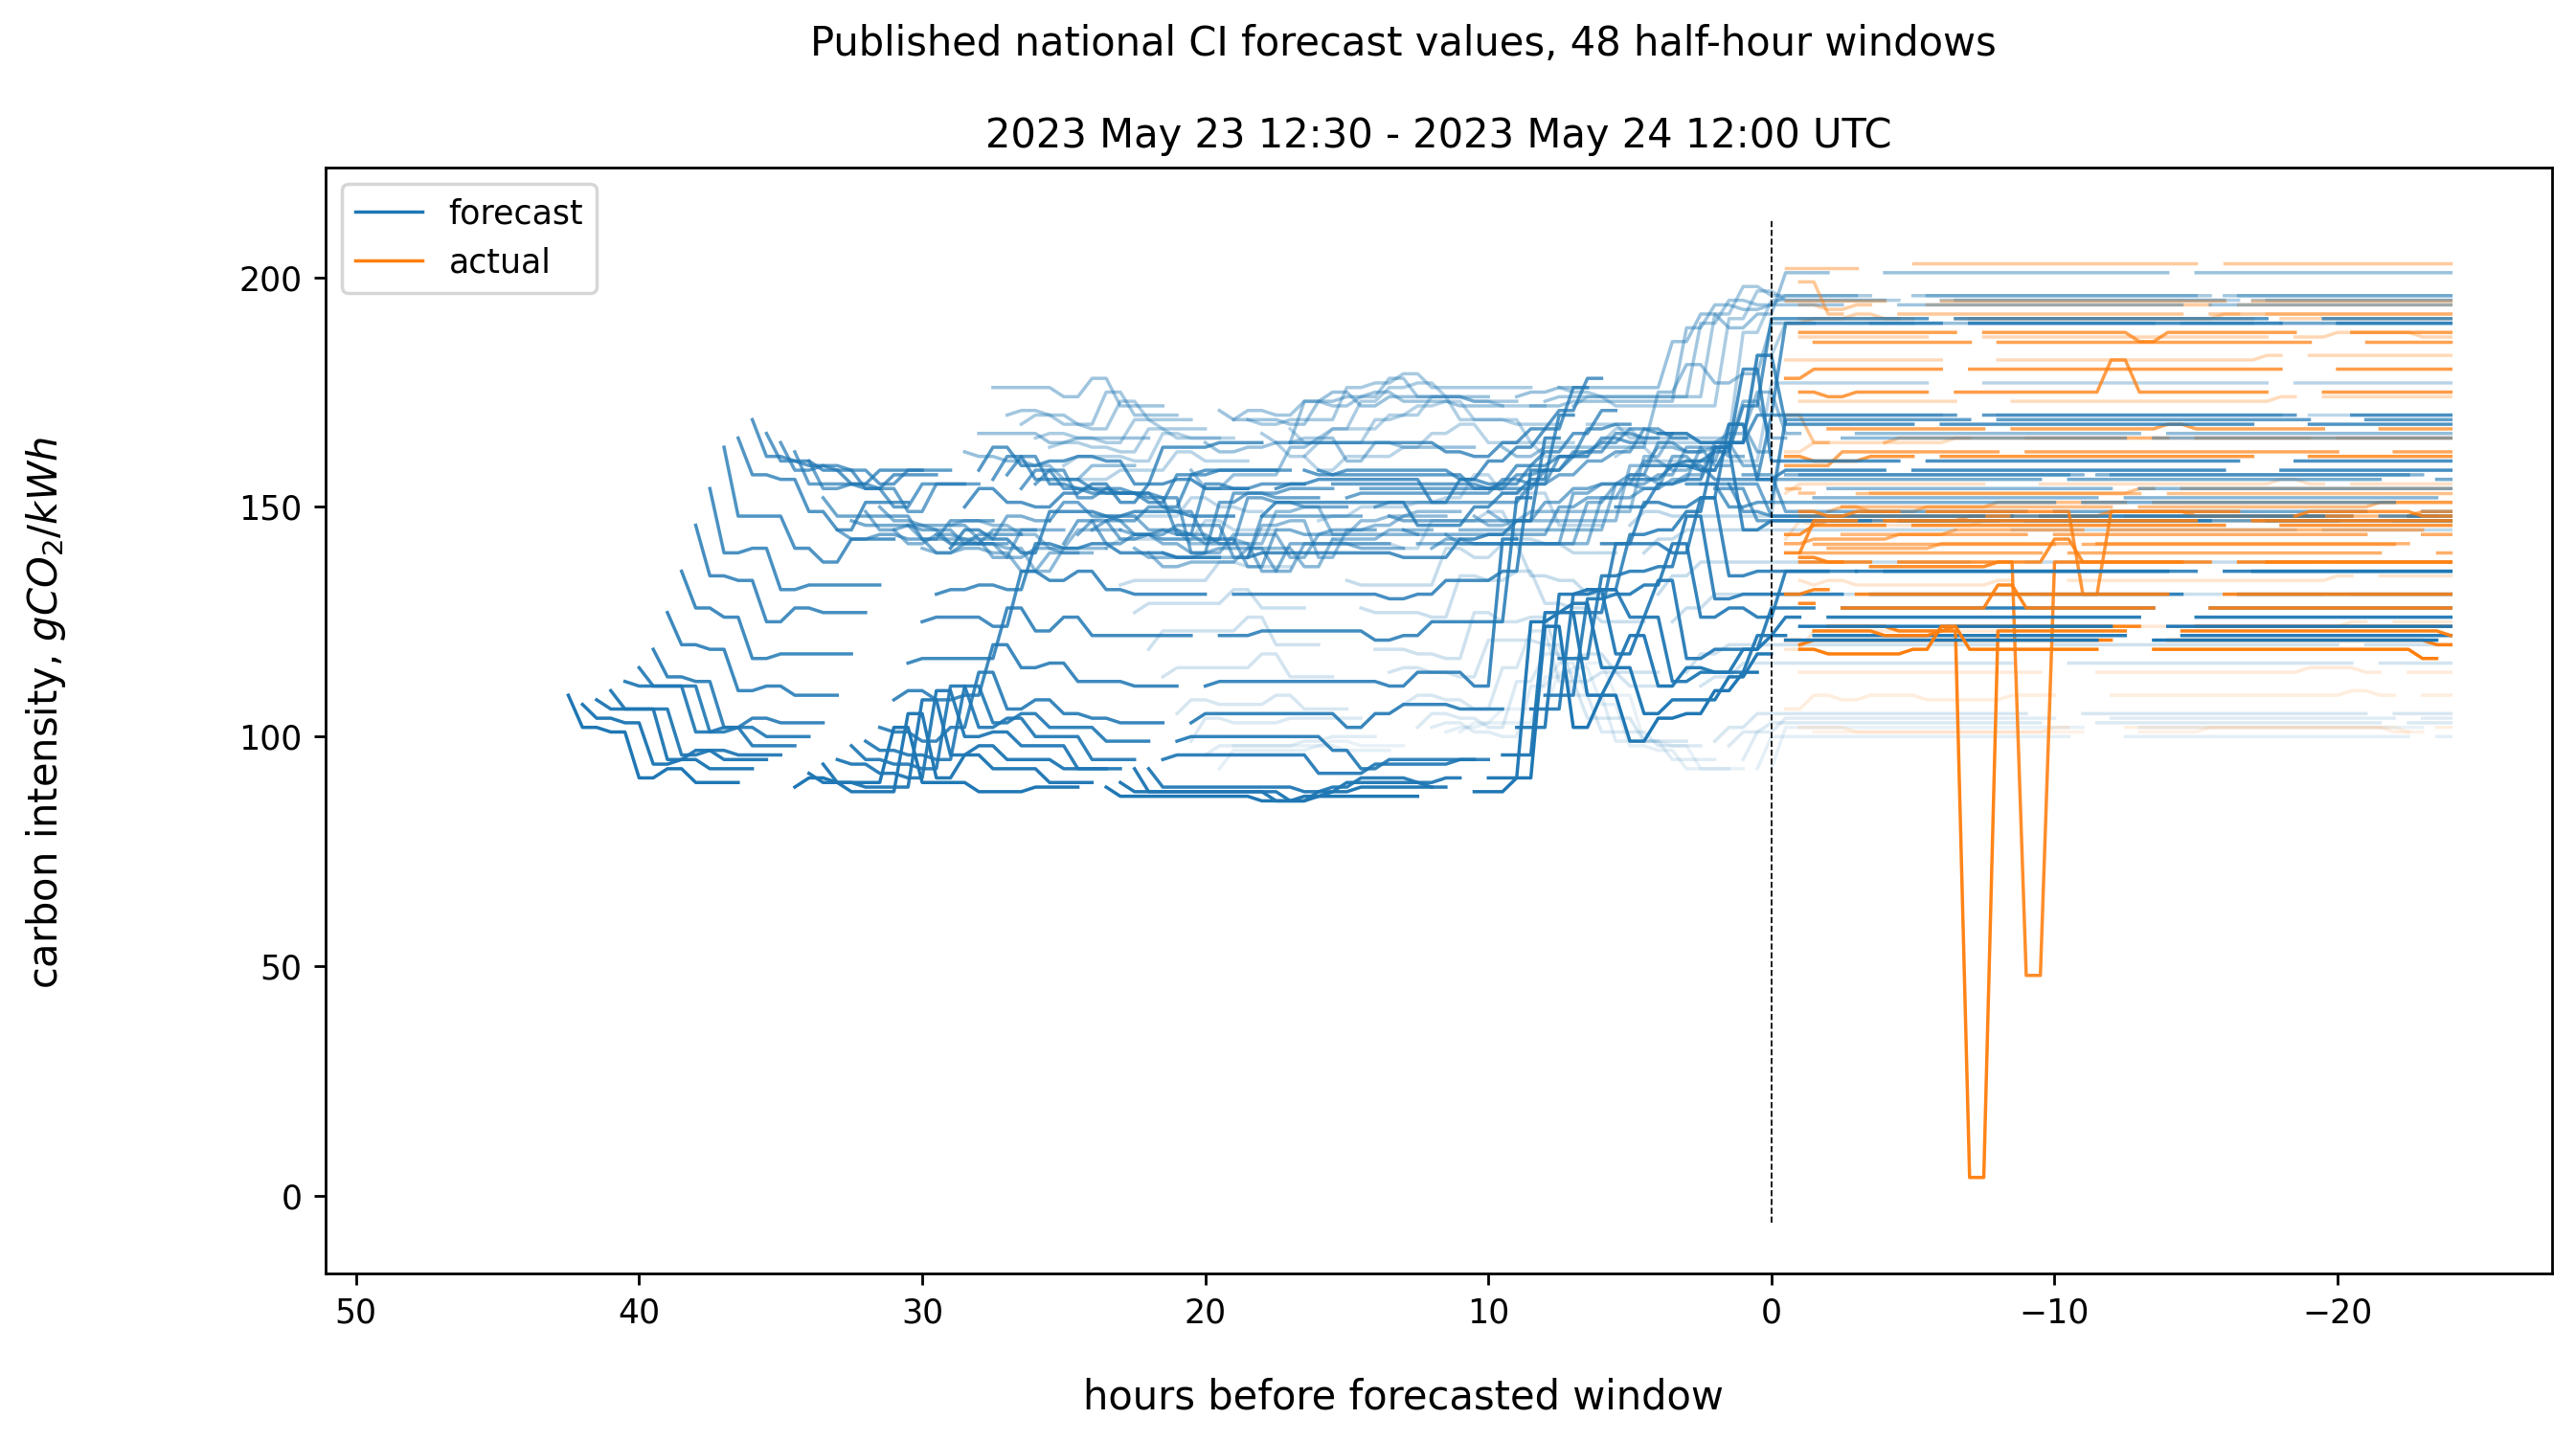 Published national CI forecast values, 48 half-hour windows
2023 May 23 12:30 - 2023 May 24 12:00 UTC
forecast
actual
carbon intensity, gCO₂/kWh
200
150
100
50
0
50 40 30 20 10 0 −10 −20
hours before forecasted window